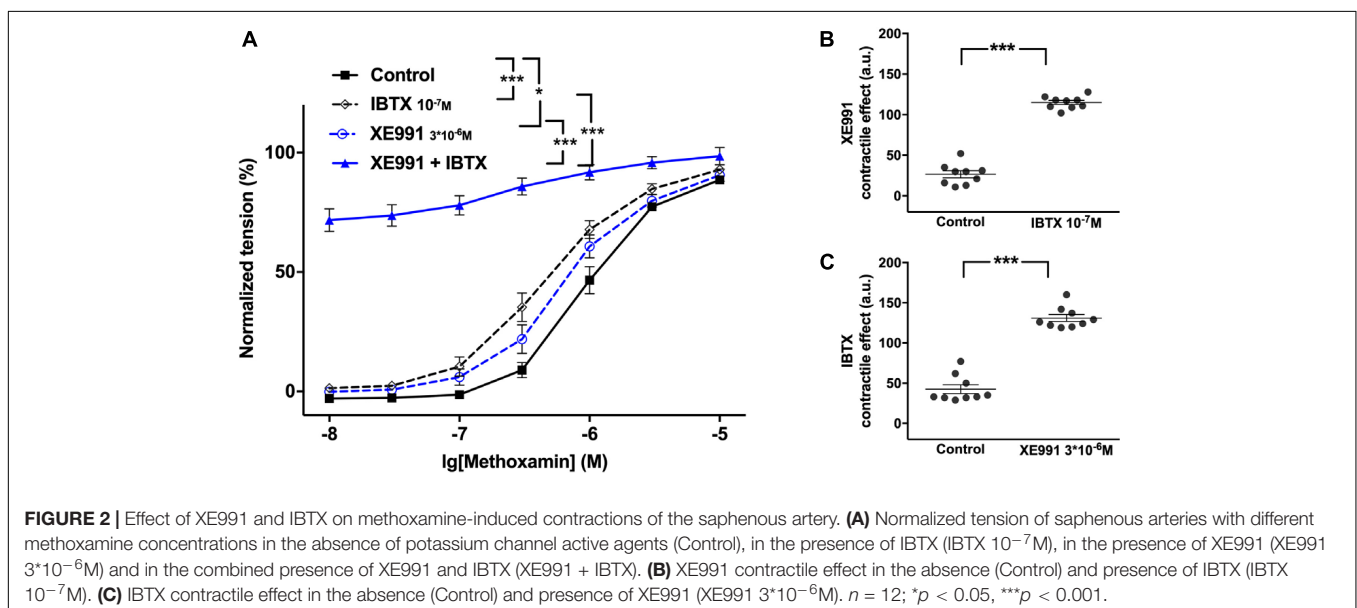 A
Control
IBTX 10-7M
XE991 3*10-6M
XE991 + IBTX
***
*
***
***
Normalized tension (%)
100
50
0
-8 -7 -6 -5
lg[Methoxamin] (M)
B
XE991
contractile effect (a.u.)
200
150
100
50
0
***
Control IBTX 10-7M
C
IBTX
contractile effect (a.u.)
200
150
100
50
0
***
Control XE991 3*10-6M
FIGURE 2 | Effect of XE991 and IBTX on methoxamine-induced contractions of the saphenous artery. (A) Normalized tension of saphenous arteries with different
methoxamine concentrations in the absence of potassium channel active agents (Control), in the presence of IBTX (IBTX 10−7M), in the presence of XE991 (XE991
3*10−6M) and in the combined presence of XE991 and IBTX (XE991 + IBTX). (B) XE991 contractile effect in the absence (Control) and presence of IBTX (IBTX
10−7M). (C) IBTX contractile effect in the absence (Control) and presence of XE991 (XE991 3*10−6M). n = 12; *p < 0.05, ***p < 0.001.